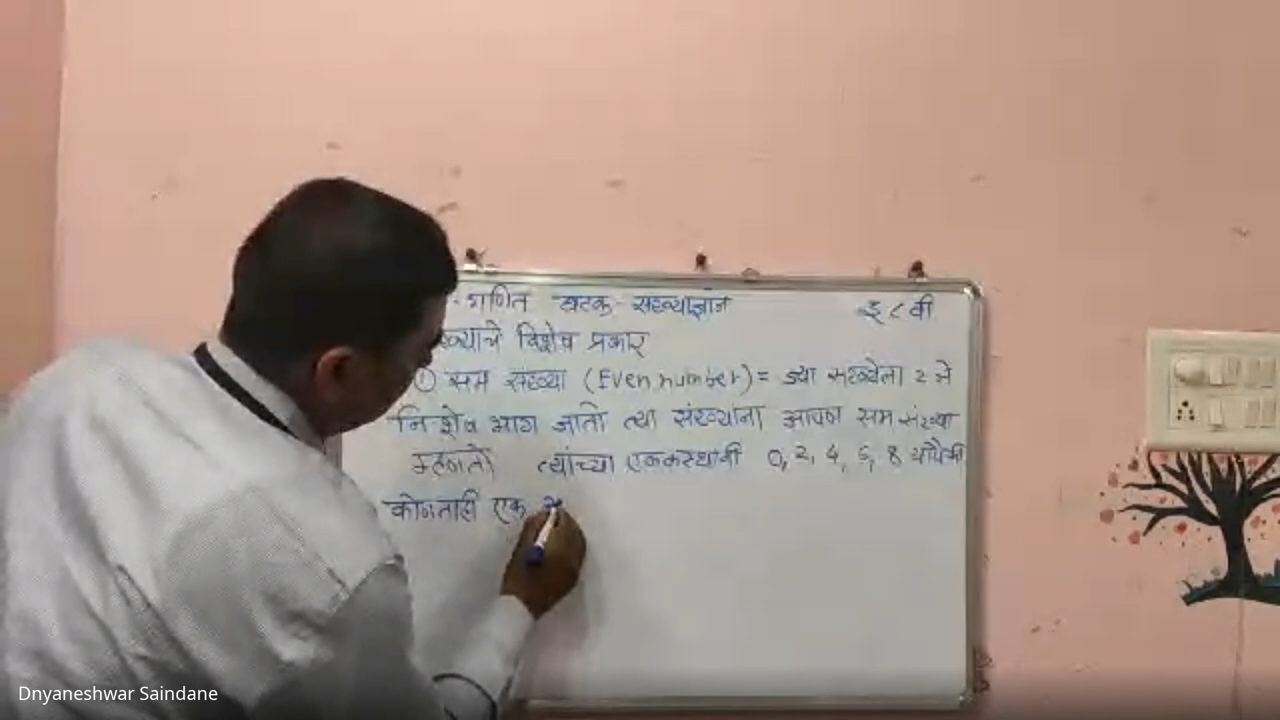 गणित घटक - संख्याज्ञान इ ८ वी
विशेष प्रकार
① सम संख्या (Even number) = ज्या संख्येला 2 ने
नि:शेष भाग जातो त्या संख्यांना आपण सम संख्या
म्हणतो त्यांच्या एककस्थानी 0, 2, 4, 6, 8 यांपैकी
कोणताही एक
Dnyaneshwar Saindane